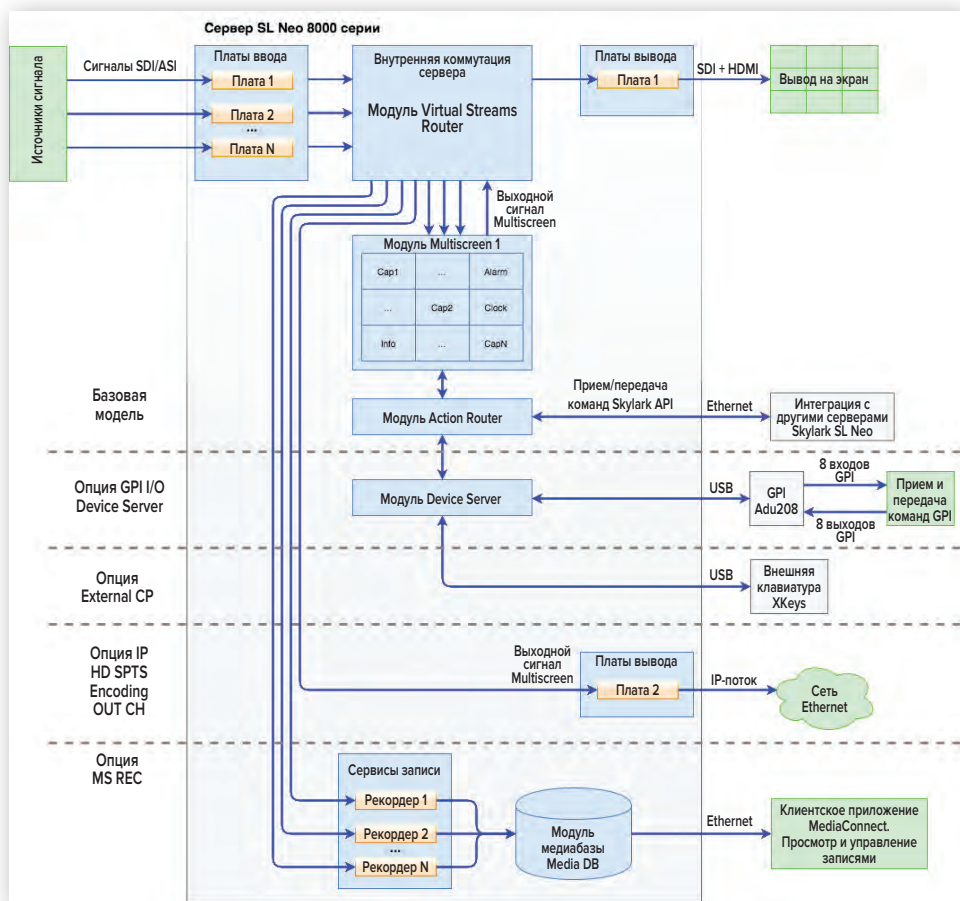 Сервер SL Neo 8000 серии
Источники сигнала
Сигналы SDI/ASI
Платы ввода
Плата 1
Плата 2
...
Плата N
Внутренняя коммутация
сервера
Модуль Virtual Streams
Router
Платы вывода
Плата 1
SDI + HDMI
Вывод на экран
Выходной
сигнал
Multiscreen
Модуль Multiscreen 1
Cap1
...
Alarm
...
Cap2
Clock
Info
...
CapN
Базовая
модель
Модуль Action Router
Прием/передача
команд Skylark API
Ethernet
Интеграция с
другими серверами
Skylark SL Neo
Опция GPI I/O
Device Server
Модуль Device Server
USB
GPI
Adu208
8 входов
GPI
8 выходов
GPI
Прием и
передача
команд GPI
Опция
External CP
USB
Внешняя
клавиатура
XKeys
Опция IP
HD SPTS
Encoding
OUT CH
Выходной
сигнал
Multiscreen
Платы вывода
Плата 2
IP-поток
Сеть
Ethernet
Опция
MS REC
Сервисы записи
Рекордер 1
Рекордер 2
...
Рекордер N
Модуль
медиабазы
Media DB
Ethernet
Клиентское приложение
MediaConnect.
Просмотр и управление
записями